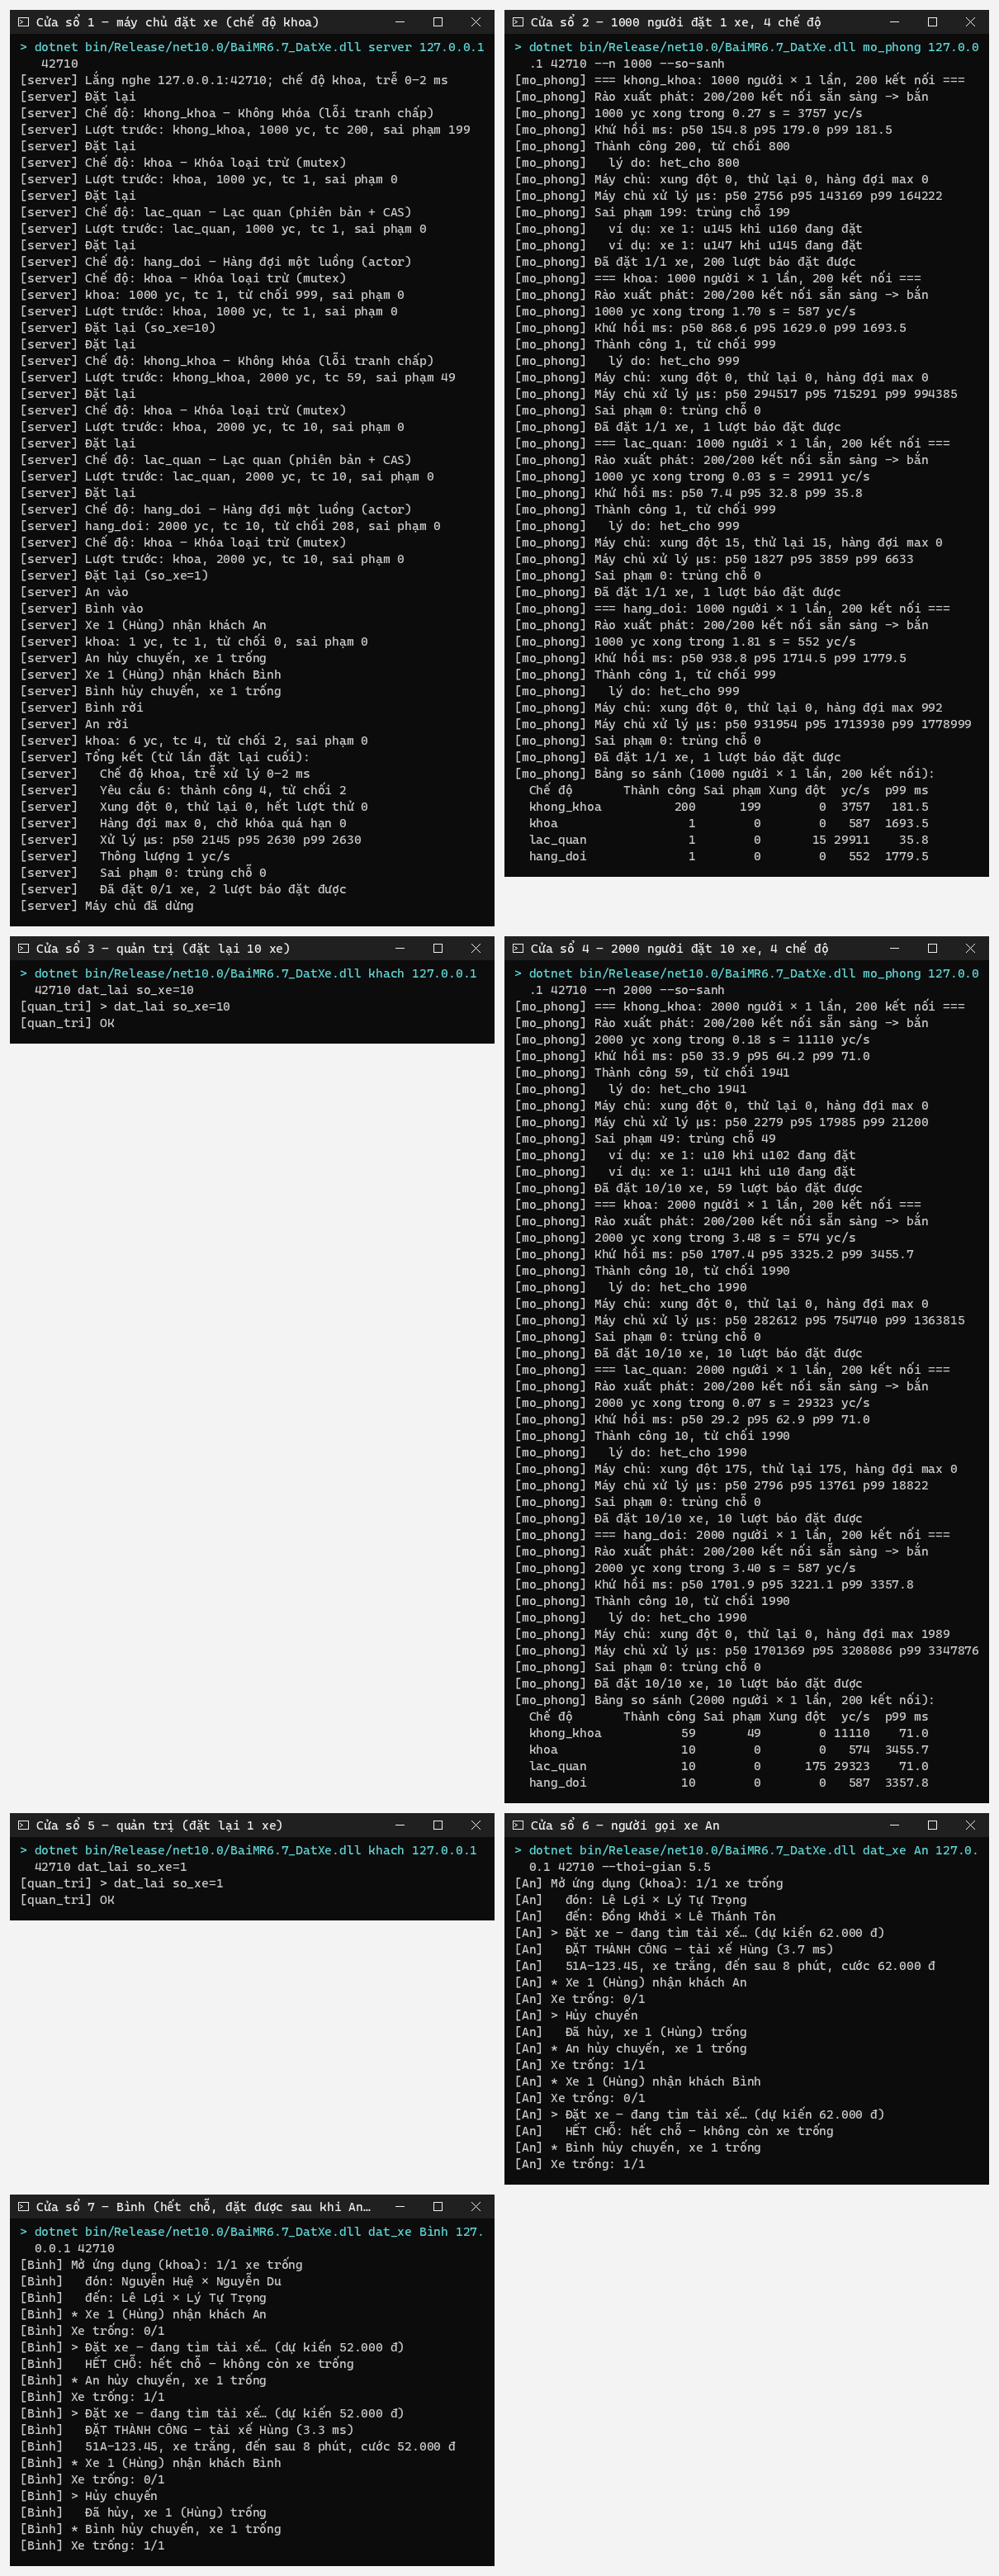 Cửa sổ 1 – máy chủ đặt xe (chế độ khoa)
> dotnet bin/Release/net10.0/BaiMR6.7_DatXe.dll server 127.0.0.1
42710
[server] Lắng nghe 127.0.0.1:42710; chế độ khoa, trễ 0–2 ms
[server] Đặt lại
[server] Chế độ: khong_khoa – Không khóa (lỗi tranh chấp)
[server] Lượt trước: khong_khoa, 1000 yc, tc 200, sai phạm 199
[server] Đặt lại
[server] Chế độ: khoa – Khóa loại trừ (mutex)
[server] Lượt trước: khoa, 1000 yc, tc 1, sai phạm 0
[server] Đặt lại
[server] Chế độ: lac_quan – Lạc quan (phiên bản + CAS)
[server] Lượt trước: lac_quan, 1000 yc, tc 1, sai phạm 0
[server] Đặt lại
[server] Chế độ: hang_doi – Hàng đợi một luồng (actor)
[server] Chế độ: khoa – Khóa loại trừ (mutex)
[server] khoa: 1000 yc, tc 1, từ chối 999, sai phạm 0
[server] Lượt trước: khoa, 1000 yc, tc 1, sai phạm 0
[server] Đặt lại (so_xe=10)
[server] Đặt lại
[server] Chế độ: khong_khoa – Không khóa (lỗi tranh chấp)
[server] Lượt trước: khong_khoa, 2000 yc, tc 59, sai phạm 49
[server] Đặt lại
[server] Chế độ: khoa – Khóa loại trừ (mutex)
[server] Lượt trước: khoa, 2000 yc, tc 10, sai phạm 0
[server] Đặt lại
[server] Chế độ: lac_quan – Lạc quan (phiên bản + CAS)
[server] Lượt trước: lac_quan, 2000 yc, tc 10, sai phạm 0
[server] Đặt lại
[server] Chế độ: hang_doi – Hàng đợi một luồng (actor)
[server] hang_doi: 2000 yc, tc 10, từ chối 208, sai phạm 0
[server] Chế độ: khoa – Khóa loại trừ (mutex)
[server] Lượt trước: khoa, 2000 yc, tc 10, sai phạm 0
[server] Đặt lại (so_xe=1)
[server] An vào
[server] Bình vào
[server] Xe 1 (Hùng) nhận khách An
[server] khoa: 1 yc, tc 1, từ chối 0, sai phạm 0
[server] An hủy chuyến, xe 1 trống
[server] Xe 1 (Hùng) nhận khách Bình
[server] Bình hủy chuyến, xe 1 trống
[server] Bình rời
[server] An rời
[server] khoa: 6 yc, tc 4, từ chối 2, sai phạm 0
[server] Tổng kết (từ lần đặt lại cuối):
[server]   Chế độ khoa, trễ xử lý 0–2 ms
[server]   Yêu cầu 6: thành công 4, từ chối 2
[server]   Xung đột 0, thử lại 0, hết lượt thử 0
[server]   Hàng đợi max 0, chờ khóa quá hạn 0
[server]   Xử lý µs: p50 2145 p95 2630 p99 2630
[server]   Thông lượng 1 yc/s
[server]   Sai phạm 0: trùng chỗ 0
[server]   Đã đặt 0/1 xe, 2 lượt báo đặt được
[server] Máy chủ đã dừng
Cửa sổ 2 – 1000 người đặt 1 xe, 4 chế độ
> dotnet bin/Release/net10.0/BaiMR6.7_DatXe.dll mo_phong 127.0.0
.1 42710 --n 1000 --so-sanh
[mo_phong] === khong_khoa: 1000 người × 1 lần, 200 kết nối ===
[mo_phong] Rào xuất phát: 200/200 kết nối sẵn sàng -> bắn
[mo_phong] 1000 yc xong trong 0.27 s = 3757 yc/s
[mo_phong] Khứ hồi ms: p50 154.8 p95 179.0 p99 181.5
[mo_phong] Thành công 200, từ chối 800
[mo_phong]   lý do: het_cho 800
[mo_phong] Máy chủ: xung đột 0, thử lại 0, hàng đợi max 0
[mo_phong] Máy chủ xử lý µs: p50 2756 p95 143169 p99 164222
[mo_phong] Sai phạm 199: trùng chỗ 199
[mo_phong]   ví dụ: xe 1: u145 khi u160 đang đặt
[mo_phong]   ví dụ: xe 1: u147 khi u145 đang đặt
[mo_phong] Đã đặt 1/1 xe, 200 lượt báo đặt được
[mo_phong] === khoa: 1000 người × 1 lần, 200 kết nối ===
[mo_phong] Rào xuất phát: 200/200 kết nối sẵn sàng -> bắn
[mo_phong] 1000 yc xong trong 1.70 s = 587 yc/s
[mo_phong] Khứ hồi ms: p50 868.6 p95 1629.0 p99 1693.5
[mo_phong] Thành công 1, từ chối 999
[mo_phong]   lý do: het_cho 999
[mo_phong] Máy chủ: xung đột 0, thử lại 0, hàng đợi max 0
[mo_phong] Máy chủ xử lý µs: p50 294517 p95 715291 p99 994385
[mo_phong] Sai phạm 0: trùng chỗ 0
[mo_phong] Đã đặt 1/1 xe, 1 lượt báo đặt được
[mo_phong] === lac_quan: 1000 người × 1 lần, 200 kết nối ===
[mo_phong] Rào xuất phát: 200/200 kết nối sẵn sàng -> bắn
[mo_phong] 1000 yc xong trong 0.03 s = 29911 yc/s
[mo_phong] Khứ hồi ms: p50 7.4 p95 32.8 p99 35.8
[mo_phong] Thành công 1, từ chối 999
[mo_phong]   lý do: het_cho 999
[mo_phong] Máy chủ: xung đột 15, thử lại 15, hàng đợi max 0
[mo_phong] Máy chủ xử lý µs: p50 1827 p95 3859 p99 6633
[mo_phong] Sai phạm 0: trùng chỗ 0
[mo_phong] Đã đặt 1/1 xe, 1 lượt báo đặt được
[mo_phong] === hang_doi: 1000 người × 1 lần, 200 kết nối ===
[mo_phong] Rào xuất phát: 200/200 kết nối sẵn sàng -> bắn
[mo_phong] 1000 yc xong trong 1.81 s = 552 yc/s
[mo_phong] Khứ hồi ms: p50 938.8 p95 1714.5 p99 1779.5
[mo_phong] Thành công 1, từ chối 999
[mo_phong]   lý do: het_cho 999
[mo_phong] Máy chủ: xung đột 0, thử lại 0, hàng đợi max 992
[mo_phong] Máy chủ xử lý µs: p50 931954 p95 1713930 p99 1778999
[mo_phong] Sai phạm 0: trùng chỗ 0
[mo_phong] Đã đặt 1/1 xe, 1 lượt báo đặt được
[mo_phong] Bảng so sánh (1000 người × 1 lần, 200 kết nối):
Chế độ       Thành công Sai phạm Xung đột  yc/s  p99 ms
khong_khoa          200      199        0  3757   181.5
khoa                  1        0        0   587  1693.5
lac_quan              1        0       15 29911    35.8
hang_doi              1        0        0   552  1779.5
Cửa sổ 3 – quản trị (đặt lại 10 xe)
> dotnet bin/Release/net10.0/BaiMR6.7_DatXe.dll khach 127.0.0.1
42710 dat_lai so_xe=10
[quan_tri] > dat_lai so_xe=10
[quan_tri] OK
Cửa sổ 4 – 2000 người đặt 10 xe, 4 chế độ
> dotnet bin/Release/net10.0/BaiMR6.7_DatXe.dll mo_phong 127.0.0
.1 42710 --n 2000 --so-sanh
[mo_phong] === khong_khoa: 2000 người × 1 lần, 200 kết nối ===
[mo_phong] Rào xuất phát: 200/200 kết nối sẵn sàng -> bắn
[mo_phong] 2000 yc xong trong 0.18 s = 11110 yc/s
[mo_phong] Khứ hồi ms: p50 33.9 p95 64.2 p99 71.0
[mo_phong] Thành công 59, từ chối 1941
[mo_phong]   lý do: het_cho 1941
[mo_phong] Máy chủ: xung đột 0, thử lại 0, hàng đợi max 0
[mo_phong] Máy chủ xử lý µs: p50 2279 p95 17985 p99 21200
[mo_phong] Sai phạm 49: trùng chỗ 49
[mo_phong]   ví dụ: xe 1: u10 khi u102 đang đặt
[mo_phong]   ví dụ: xe 1: u141 khi u10 đang đặt
[mo_phong] Đã đặt 10/10 xe, 59 lượt báo đặt được
[mo_phong] === khoa: 2000 người × 1 lần, 200 kết nối ===
[mo_phong] Rào xuất phát: 200/200 kết nối sẵn sàng -> bắn
[mo_phong] 2000 yc xong trong 3.48 s = 574 yc/s
[mo_phong] Khứ hồi ms: p50 1707.4 p95 3325.2 p99 3455.7
[mo_phong] Thành công 10, từ chối 1990
[mo_phong]   lý do: het_cho 1990
[mo_phong] Máy chủ: xung đột 0, thử lại 0, hàng đợi max 0
[mo_phong] Máy chủ xử lý µs: p50 282612 p95 754740 p99 1363815
[mo_phong] Sai phạm 0: trùng chỗ 0
[mo_phong] Đã đặt 10/10 xe, 10 lượt báo đặt được
[mo_phong] === lac_quan: 2000 người × 1 lần, 200 kết nối ===
[mo_phong] Rào xuất phát: 200/200 kết nối sẵn sàng -> bắn
[mo_phong] 2000 yc xong trong 0.07 s = 29323 yc/s
[mo_phong] Khứ hồi ms: p50 29.2 p95 62.9 p99 71.0
[mo_phong] Thành công 10, từ chối 1990
[mo_phong]   lý do: het_cho 1990
[mo_phong] Máy chủ: xung đột 175, thử lại 175, hàng đợi max 0
[mo_phong] Máy chủ xử lý µs: p50 2796 p95 13761 p99 18822
[mo_phong] Sai phạm 0: trùng chỗ 0
[mo_phong] Đã đặt 10/10 xe, 10 lượt báo đặt được
[mo_phong] === hang_doi: 2000 người × 1 lần, 200 kết nối ===
[mo_phong] Rào xuất phát: 200/200 kết nối sẵn sàng -> bắn
[mo_phong] 2000 yc xong trong 3.40 s = 587 yc/s
[mo_phong] Khứ hồi ms: p50 1701.9 p95 3221.1 p99 3357.8
[mo_phong] Thành công 10, từ chối 1990
[mo_phong]   lý do: het_cho 1990
[mo_phong] Máy chủ: xung đột 0, thử lại 0, hàng đợi max 1989
[mo_phong] Máy chủ xử lý µs: p50 1701369 p95 3208086 p99 3347876
[mo_phong] Sai phạm 0: trùng chỗ 0
[mo_phong] Đã đặt 10/10 xe, 10 lượt báo đặt được
[mo_phong] Bảng so sánh (2000 người × 1 lần, 200 kết nối):
Chế độ       Thành công Sai phạm Xung đột  yc/s  p99 ms
khong_khoa           59       49        0 11110    71.0
khoa                 10        0        0   574  3455.7
lac_quan             10        0      175 29323    71.0
hang_doi             10        0        0   587  3357.8
Cửa sổ 5 – quản trị (đặt lại 1 xe)
> dotnet bin/Release/net10.0/BaiMR6.7_DatXe.dll khach 127.0.0.1
42710 dat_lai so_xe=1
[quan_tri] > dat_lai so_xe=1
[quan_tri] OK
Cửa sổ 6 – người gọi xe An
> dotnet bin/Release/net10.0/BaiMR6.7_DatXe.dll dat_xe An 127.0.
0.1 42710 --thoi-gian 5.5
[An] Mở ứng dụng (khoa): 1/1 xe trống
[An]   đón: Lê Lợi × Lý Tự Trọng
[An]   đến: Đồng Khởi × Lê Thánh Tôn
[An] > Đặt xe – đang tìm tài xế… (dự kiến 62.000 đ)
[An]   ĐẶT THÀNH CÔNG – tài xế Hùng (3.7 ms)
[An]   51A-123.45, xe trắng, đến sau 8 phút, cước 62.000 đ
[An] * Xe 1 (Hùng) nhận khách An
[An] Xe trống: 0/1
[An] > Hủy chuyến
[An]   Đã hủy, xe 1 (Hùng) trống
[An] * An hủy chuyến, xe 1 trống
[An] Xe trống: 1/1
[An] * Xe 1 (Hùng) nhận khách Bình
[An] Xe trống: 0/1
[An] > Đặt xe – đang tìm tài xế… (dự kiến 62.000 đ)
[An]   HẾT CHỖ: hết chỗ – không còn xe trống
[An] * Bình hủy chuyến, xe 1 trống
[An] Xe trống: 1/1
Cửa sổ 7 – Bình (hết chỗ, đặt được sau khi An…
> dotnet bin/Release/net10.0/BaiMR6.7_DatXe.dll dat_xe Bình 127.
0.0.1 42710
[Bình] Mở ứng dụng (khoa): 1/1 xe trống
[Bình]   đón: Nguyễn Huệ × Nguyễn Du
[Bình]   đến: Lê Lợi × Lý Tự Trọng
[Bình] * Xe 1 (Hùng) nhận khách An
[Bình] Xe trống: 0/1
[Bình] > Đặt xe – đang tìm tài xế… (dự kiến 52.000 đ)
[Bình]   HẾT CHỖ: hết chỗ – không còn xe trống
[Bình] * An hủy chuyến, xe 1 trống
[Bình] Xe trống: 1/1
[Bình] > Đặt xe – đang tìm tài xế… (dự kiến 52.000 đ)
[Bình]   ĐẶT THÀNH CÔNG – tài xế Hùng (3.3 ms)
[Bình]   51A-123.45, xe trắng, đến sau 8 phút, cước 52.000 đ
[Bình] * Xe 1 (Hùng) nhận khách Bình
[Bình] Xe trống: 0/1
[Bình] > Hủy chuyến
[Bình]   Đã hủy, xe 1 (Hùng) trống
[Bình] * Bình hủy chuyến, xe 1 trống
[Bình] Xe trống: 1/1